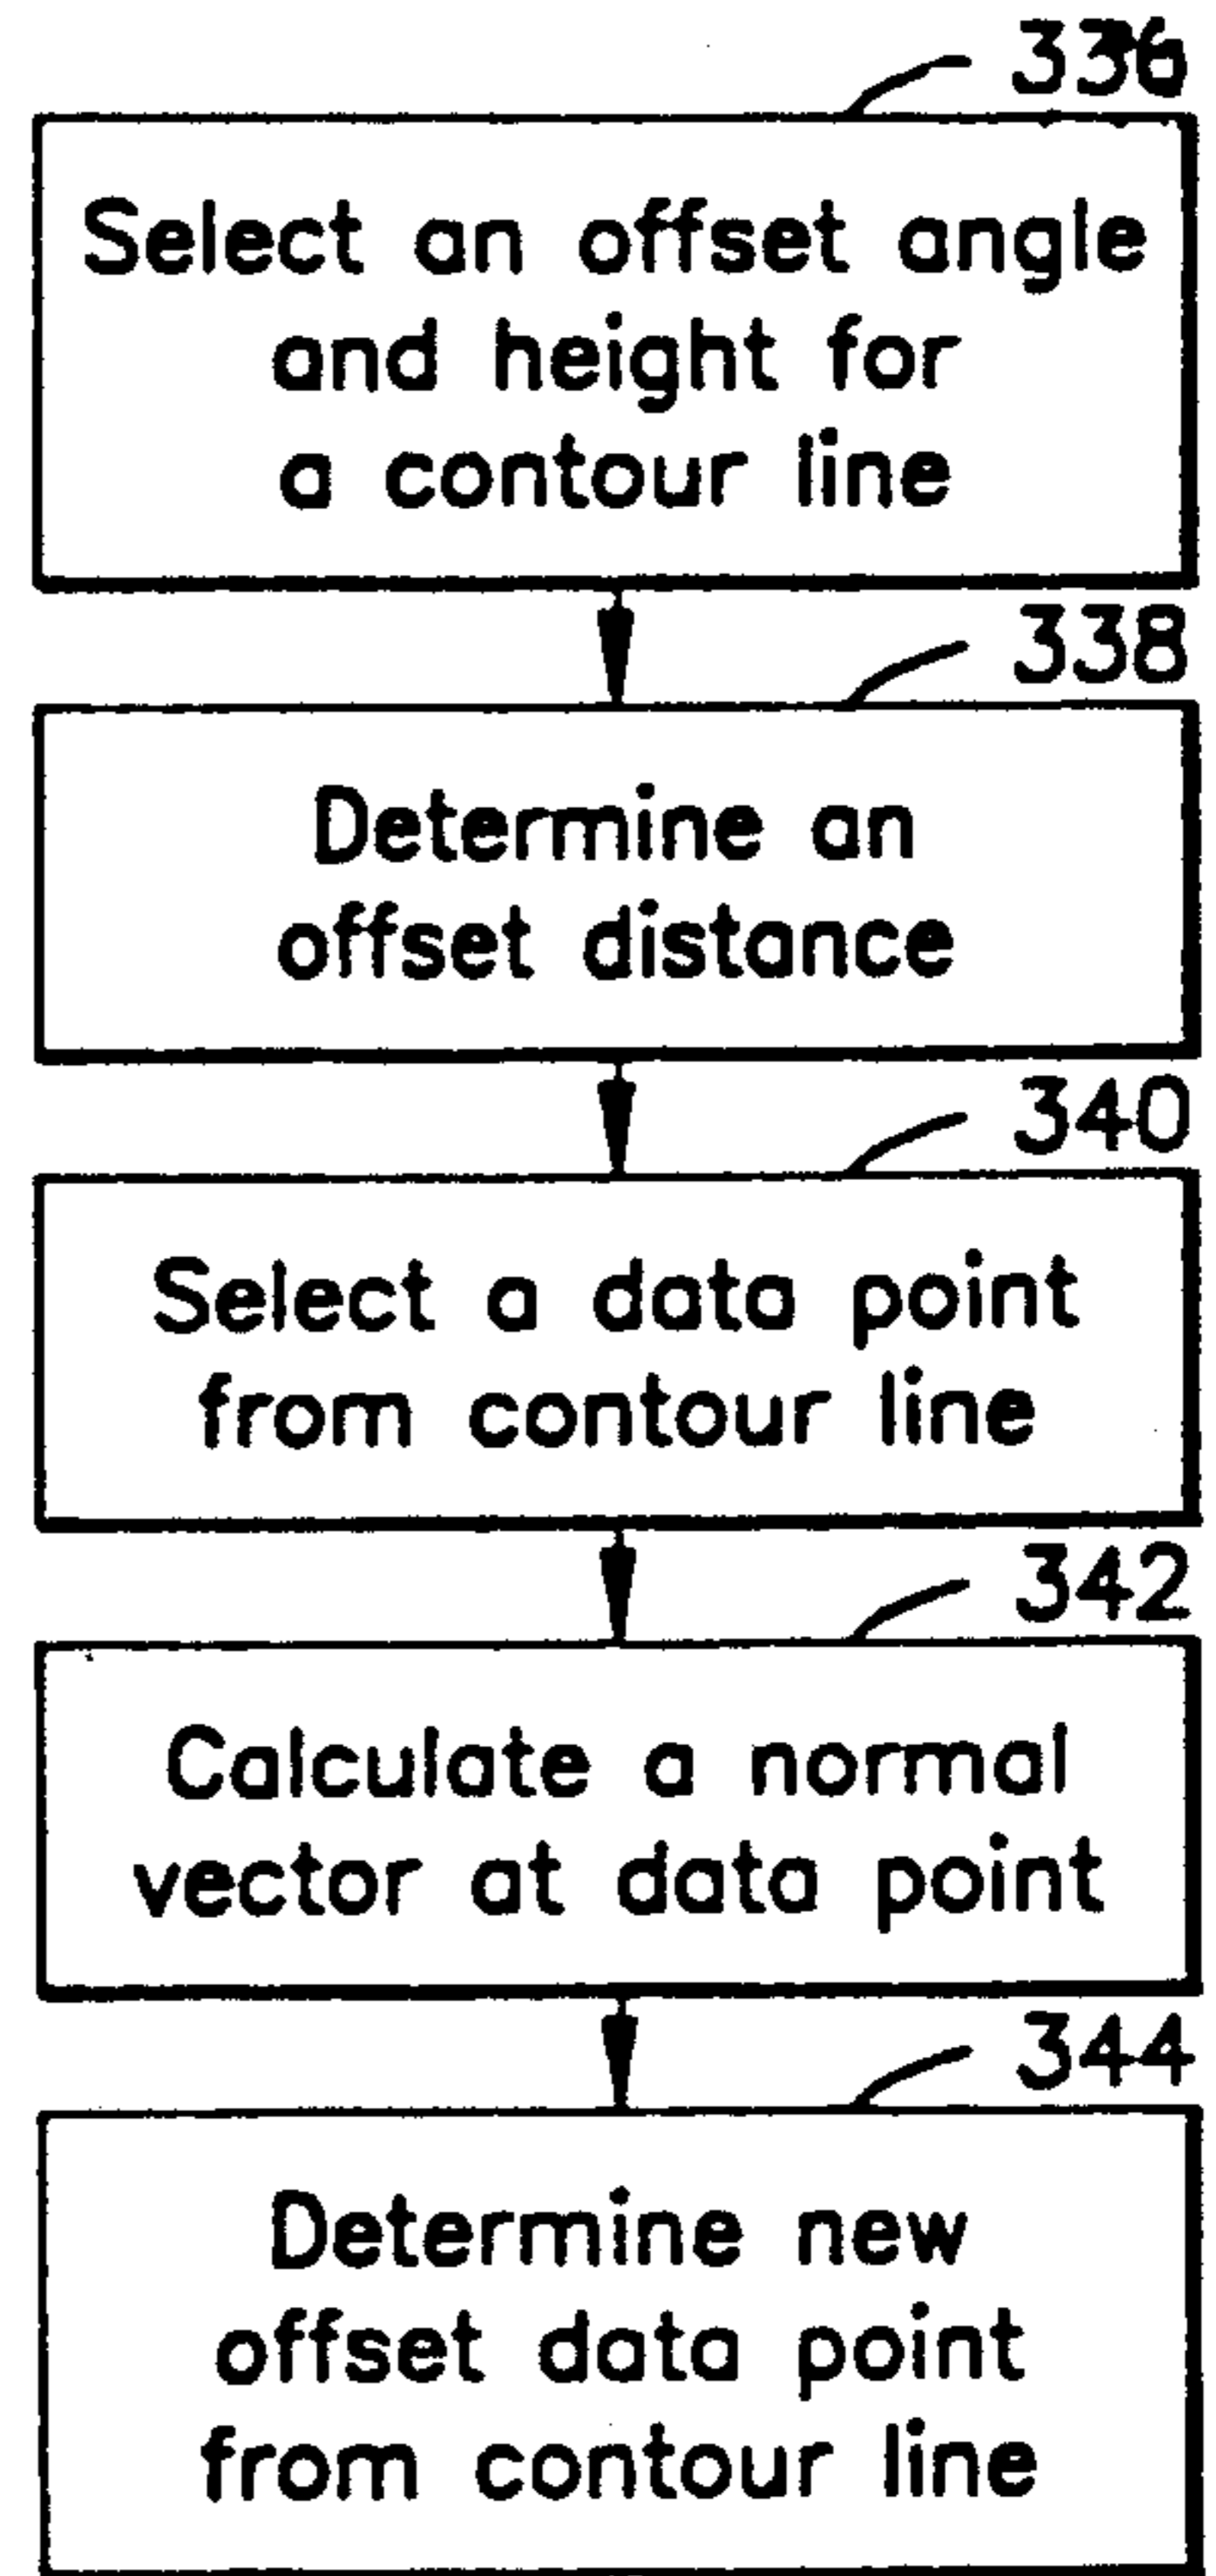 336
Select an offset angle
and height for
a contour line
338
Determine an
offset distance
340
Select a data point
from contour line
342
Calculate a normal
vector at data point
344
Determine new
offset data point
from contour line